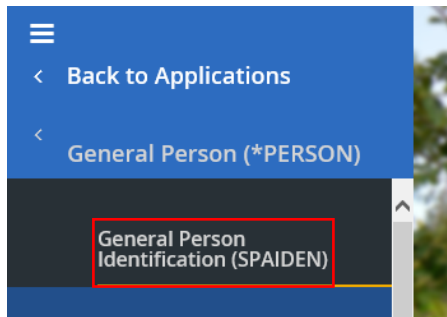 Back to Applications
General Person (*PERSON)
General Person
Identification (SPAIDEN)